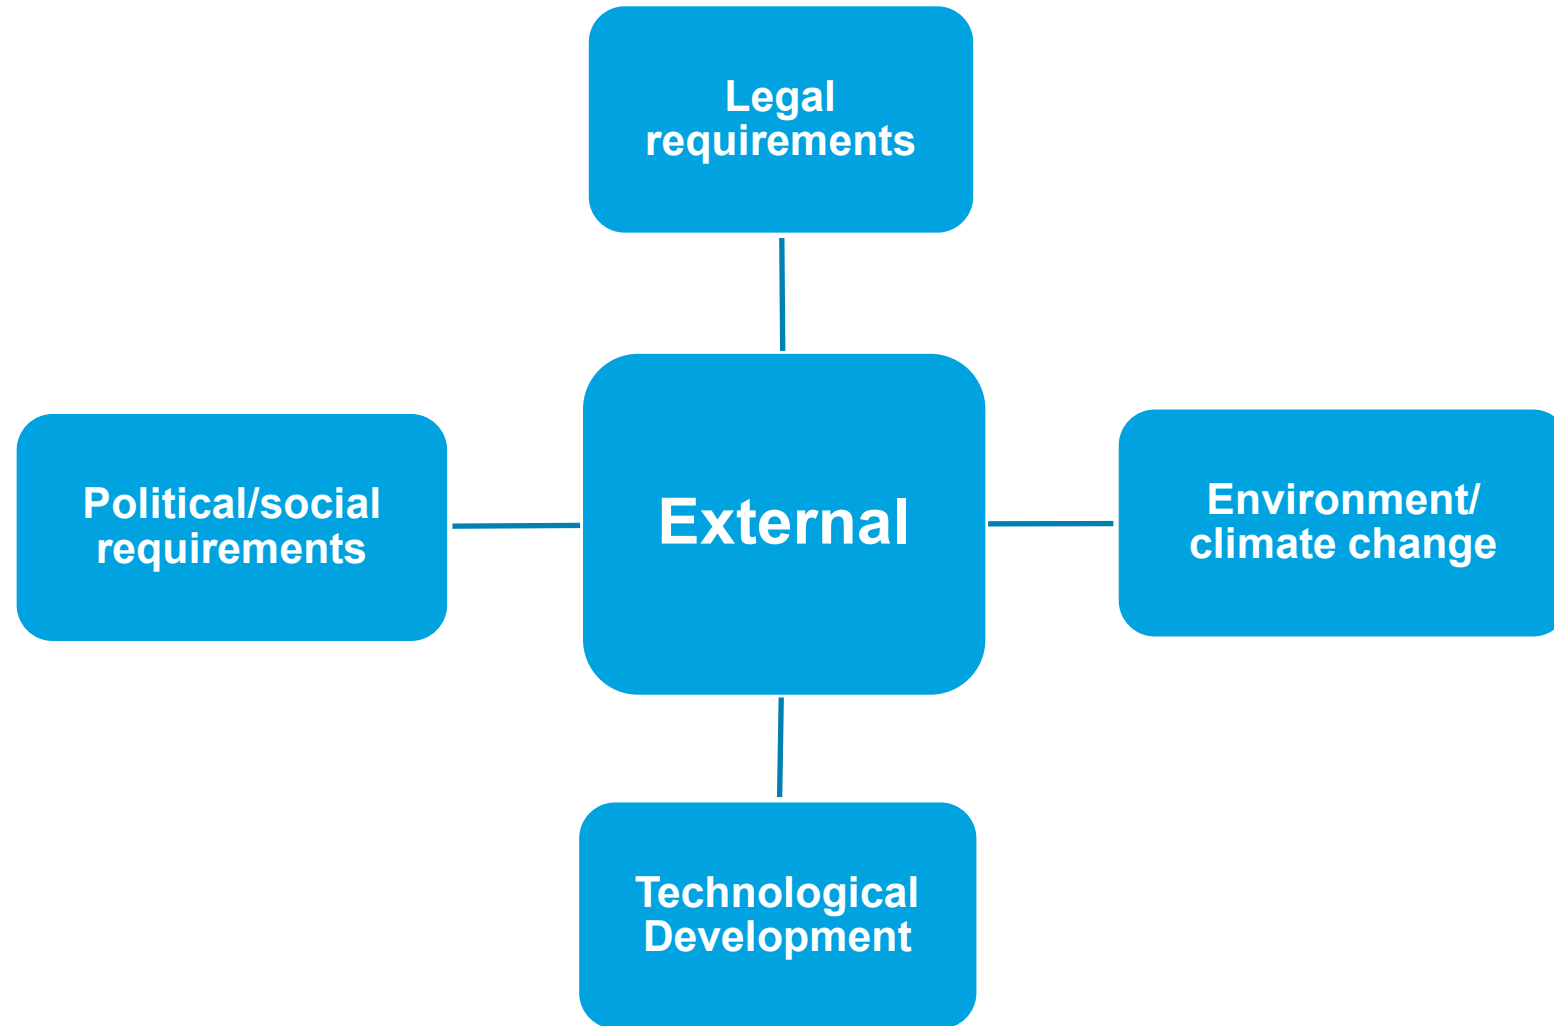 Legal
requirements
Political/social
requirements
External
Environment/
climate change
Technological
Development